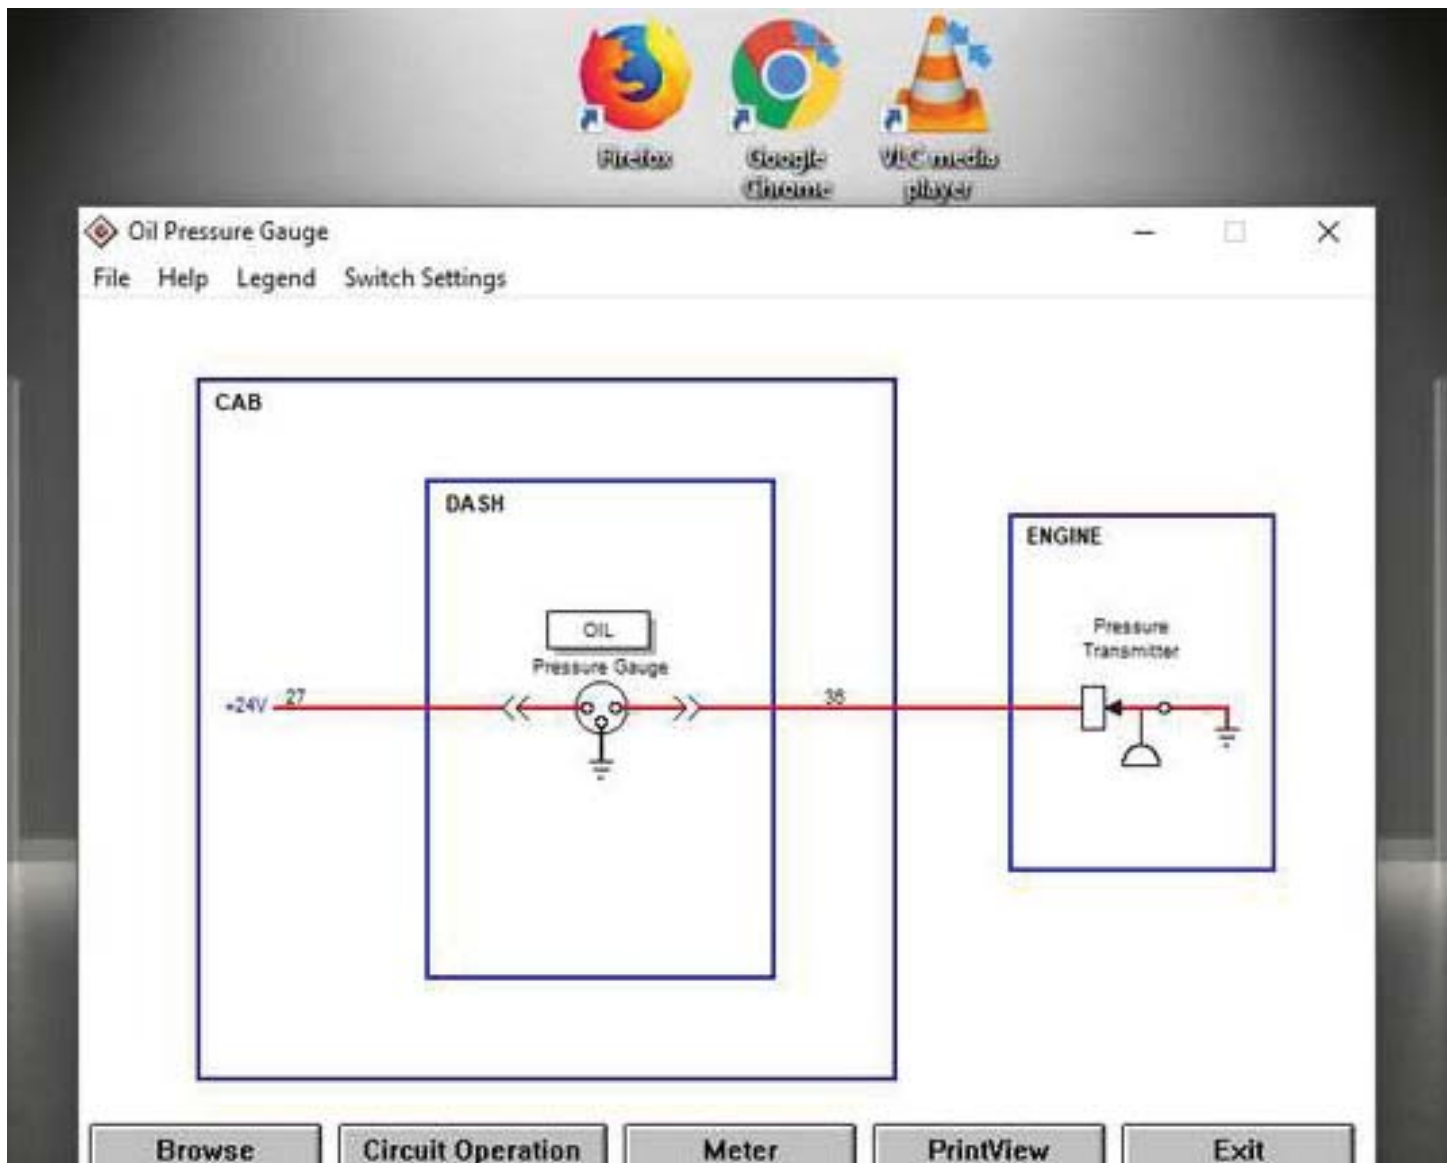 Firefox
Google
Chrome
VLC media
player
Oil Pressure Gauge
File Help Legend Switch Settings
CAB
DASH
ENGINE
OIL
Pressure Gauge
Pressure
Transmitter
+24V 27
Browse Circuit Operation Meter PrintView Exit